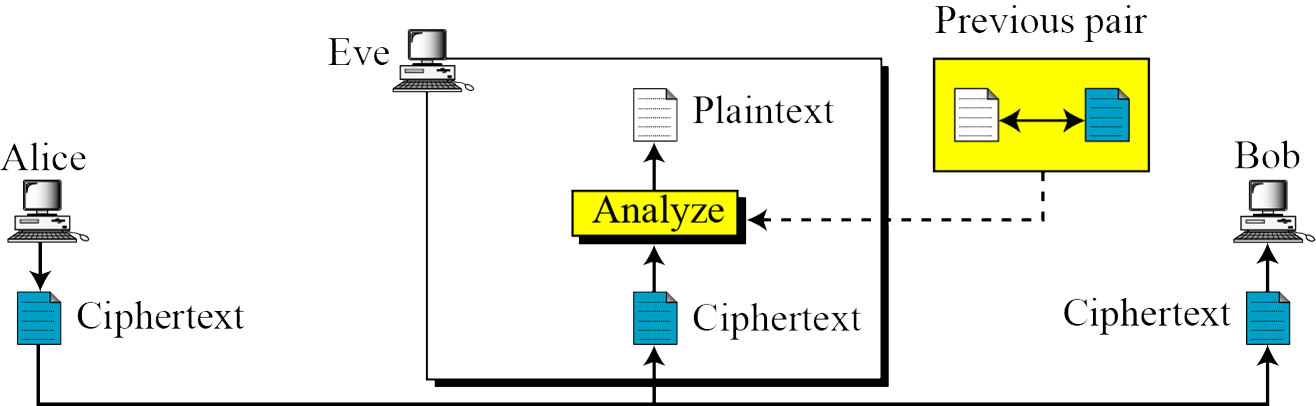 Previous pair
Eve
Plaintext
Alice
Bob
Analyze
Ciphertext
Ciphertext
Ciphertext